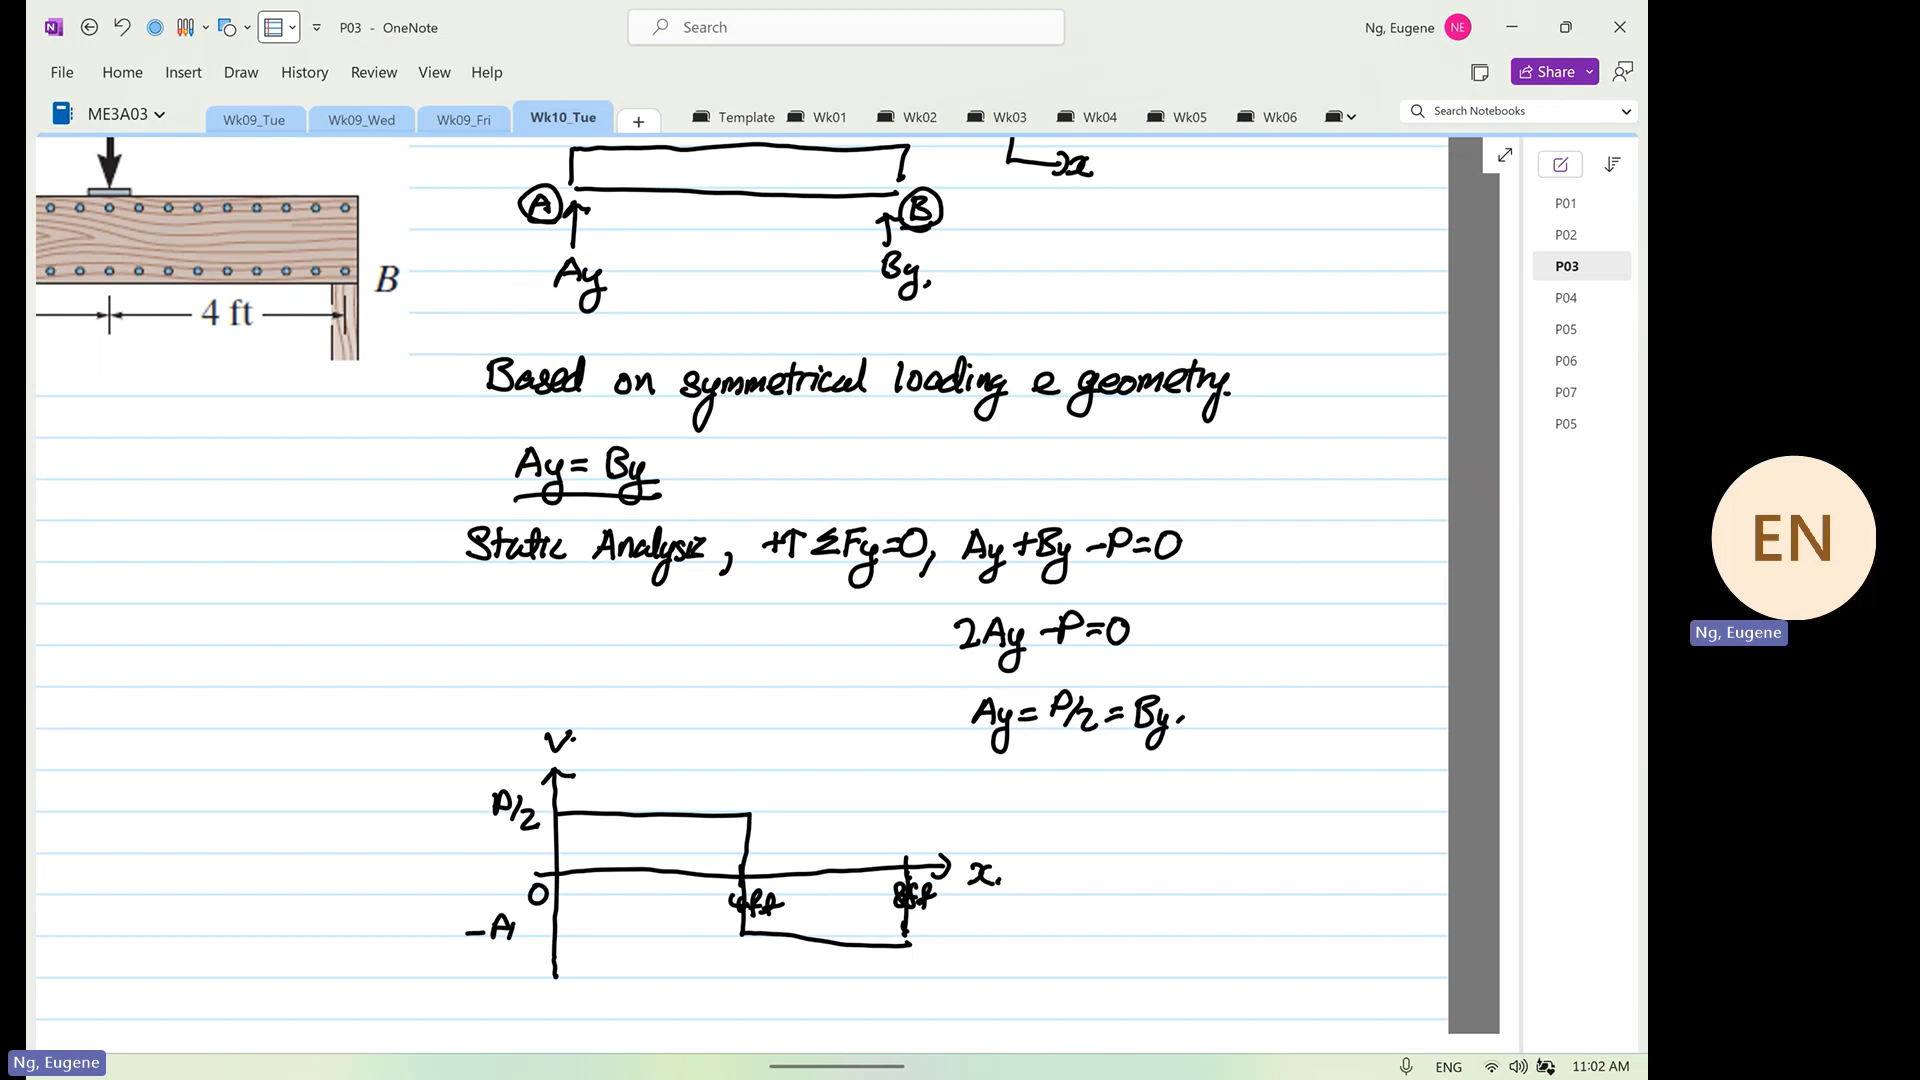 P03 - OneNote
Search
Ng, Eugene
NE
File Home Insert Draw History Review View Help
Share
ME3A03
Wk09_Tue Wk09_Wed Wk09_Fri Wk10_Tue + Template Wk01 Wk02 Wk03 Wk04 Wk05 Wk06
Search Notebooks
x
A B
Ay By.
B
4 ft
Based on symmetrical loading e geometry.
Ay = By
Static Analysis, +↑ ΣFy=0, Ay +By -P=0
2Ay -P=0
Ay = P/2 = By.
V.
P/2
0
4ft 8ft
x.
P01
P02
P03
P04
P05
P06
P07
P05
EN
Ng, Eugene
Ng, Eugene
ENG
11:02 AM